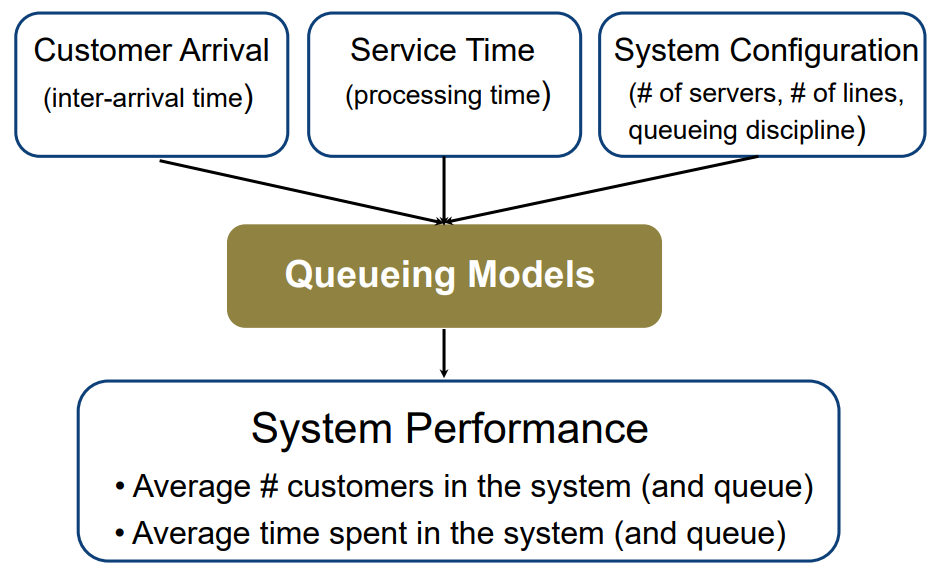 Customer Arrival
(inter-arrival time)
Service Time
(processing time)
System Configuration
(# of servers, # of lines,
queueing discipline)
Queueing Models
System Performance
• Average # customers in the system (and queue)
• Average time spent in the system (and queue)